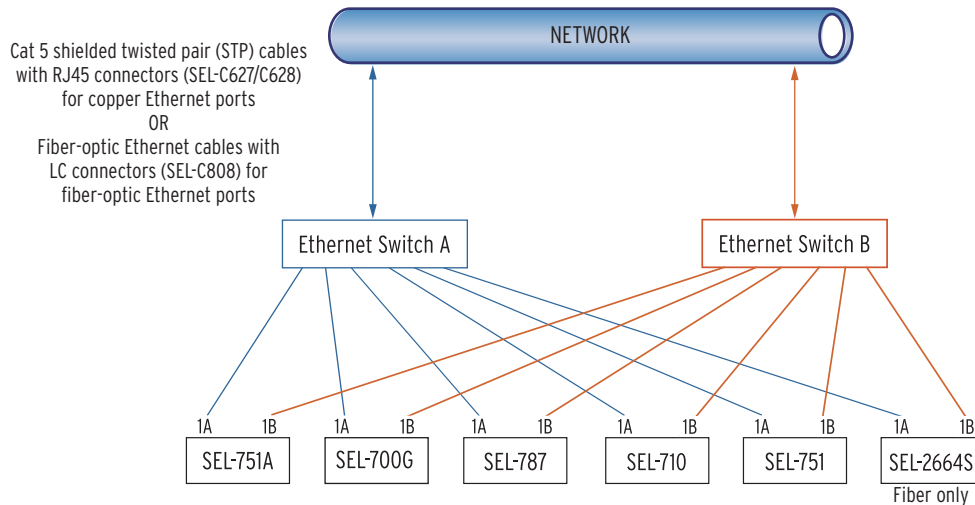 NETWORK
Cat 5 shielded twisted pair (STP) cables
with RJ45 connectors (SEL-C627/C628)
for copper Ethernet ports
OR
Fiber-optic Ethernet cables with
LC connectors (SEL-C808) for
fiber-optic Ethernet ports
Ethernet Switch A
Ethernet Switch B
1A 1B 1A 1B 1A 1B 1A 1B 1A 1B 1A 1B
SEL-751A SEL-700G SEL-787 SEL-710 SEL-751 SEL-2664S
Fiber only